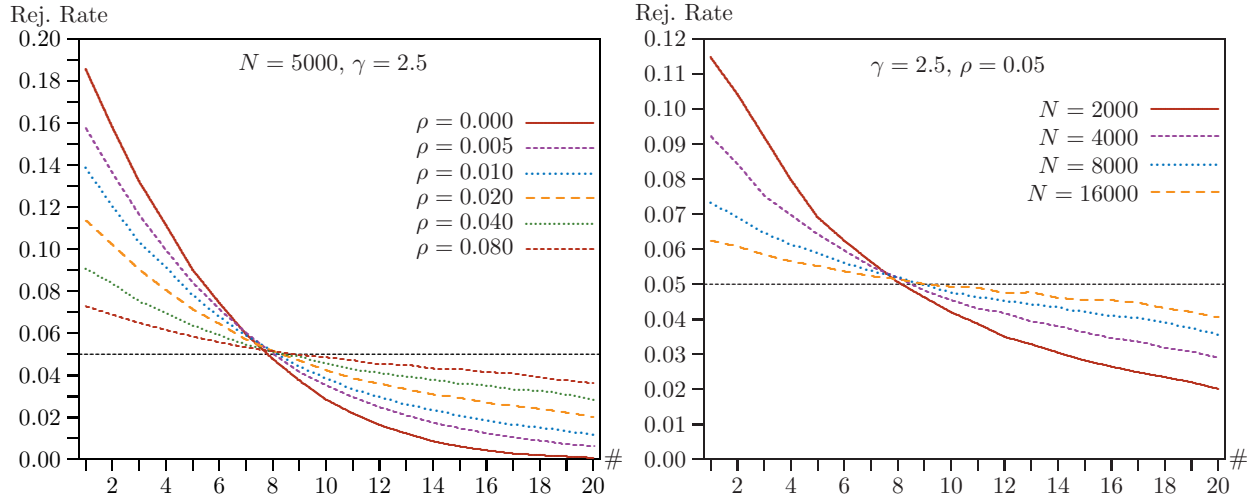 Rej. Rate
0.20
0.18
0.16
0.14
0.12
0.10
0.08
0.06
0.04
0.02
0.00
N = 5000, γ = 2.5
ρ = 0.000
ρ = 0.005
ρ = 0.010
ρ = 0.020
ρ = 0.040
ρ = 0.080
2 4 6 8 10 12 14 16 18 20
#
Rej. Rate
0.12
0.11
0.10
0.09
0.08
0.07
0.06
0.05
0.04
0.03
0.02
0.01
0.00
γ = 2.5, ρ = 0.05
N = 2000
N = 4000
N = 8000
N = 16000
2 4 6 8 10 12 14 16 18 20
#